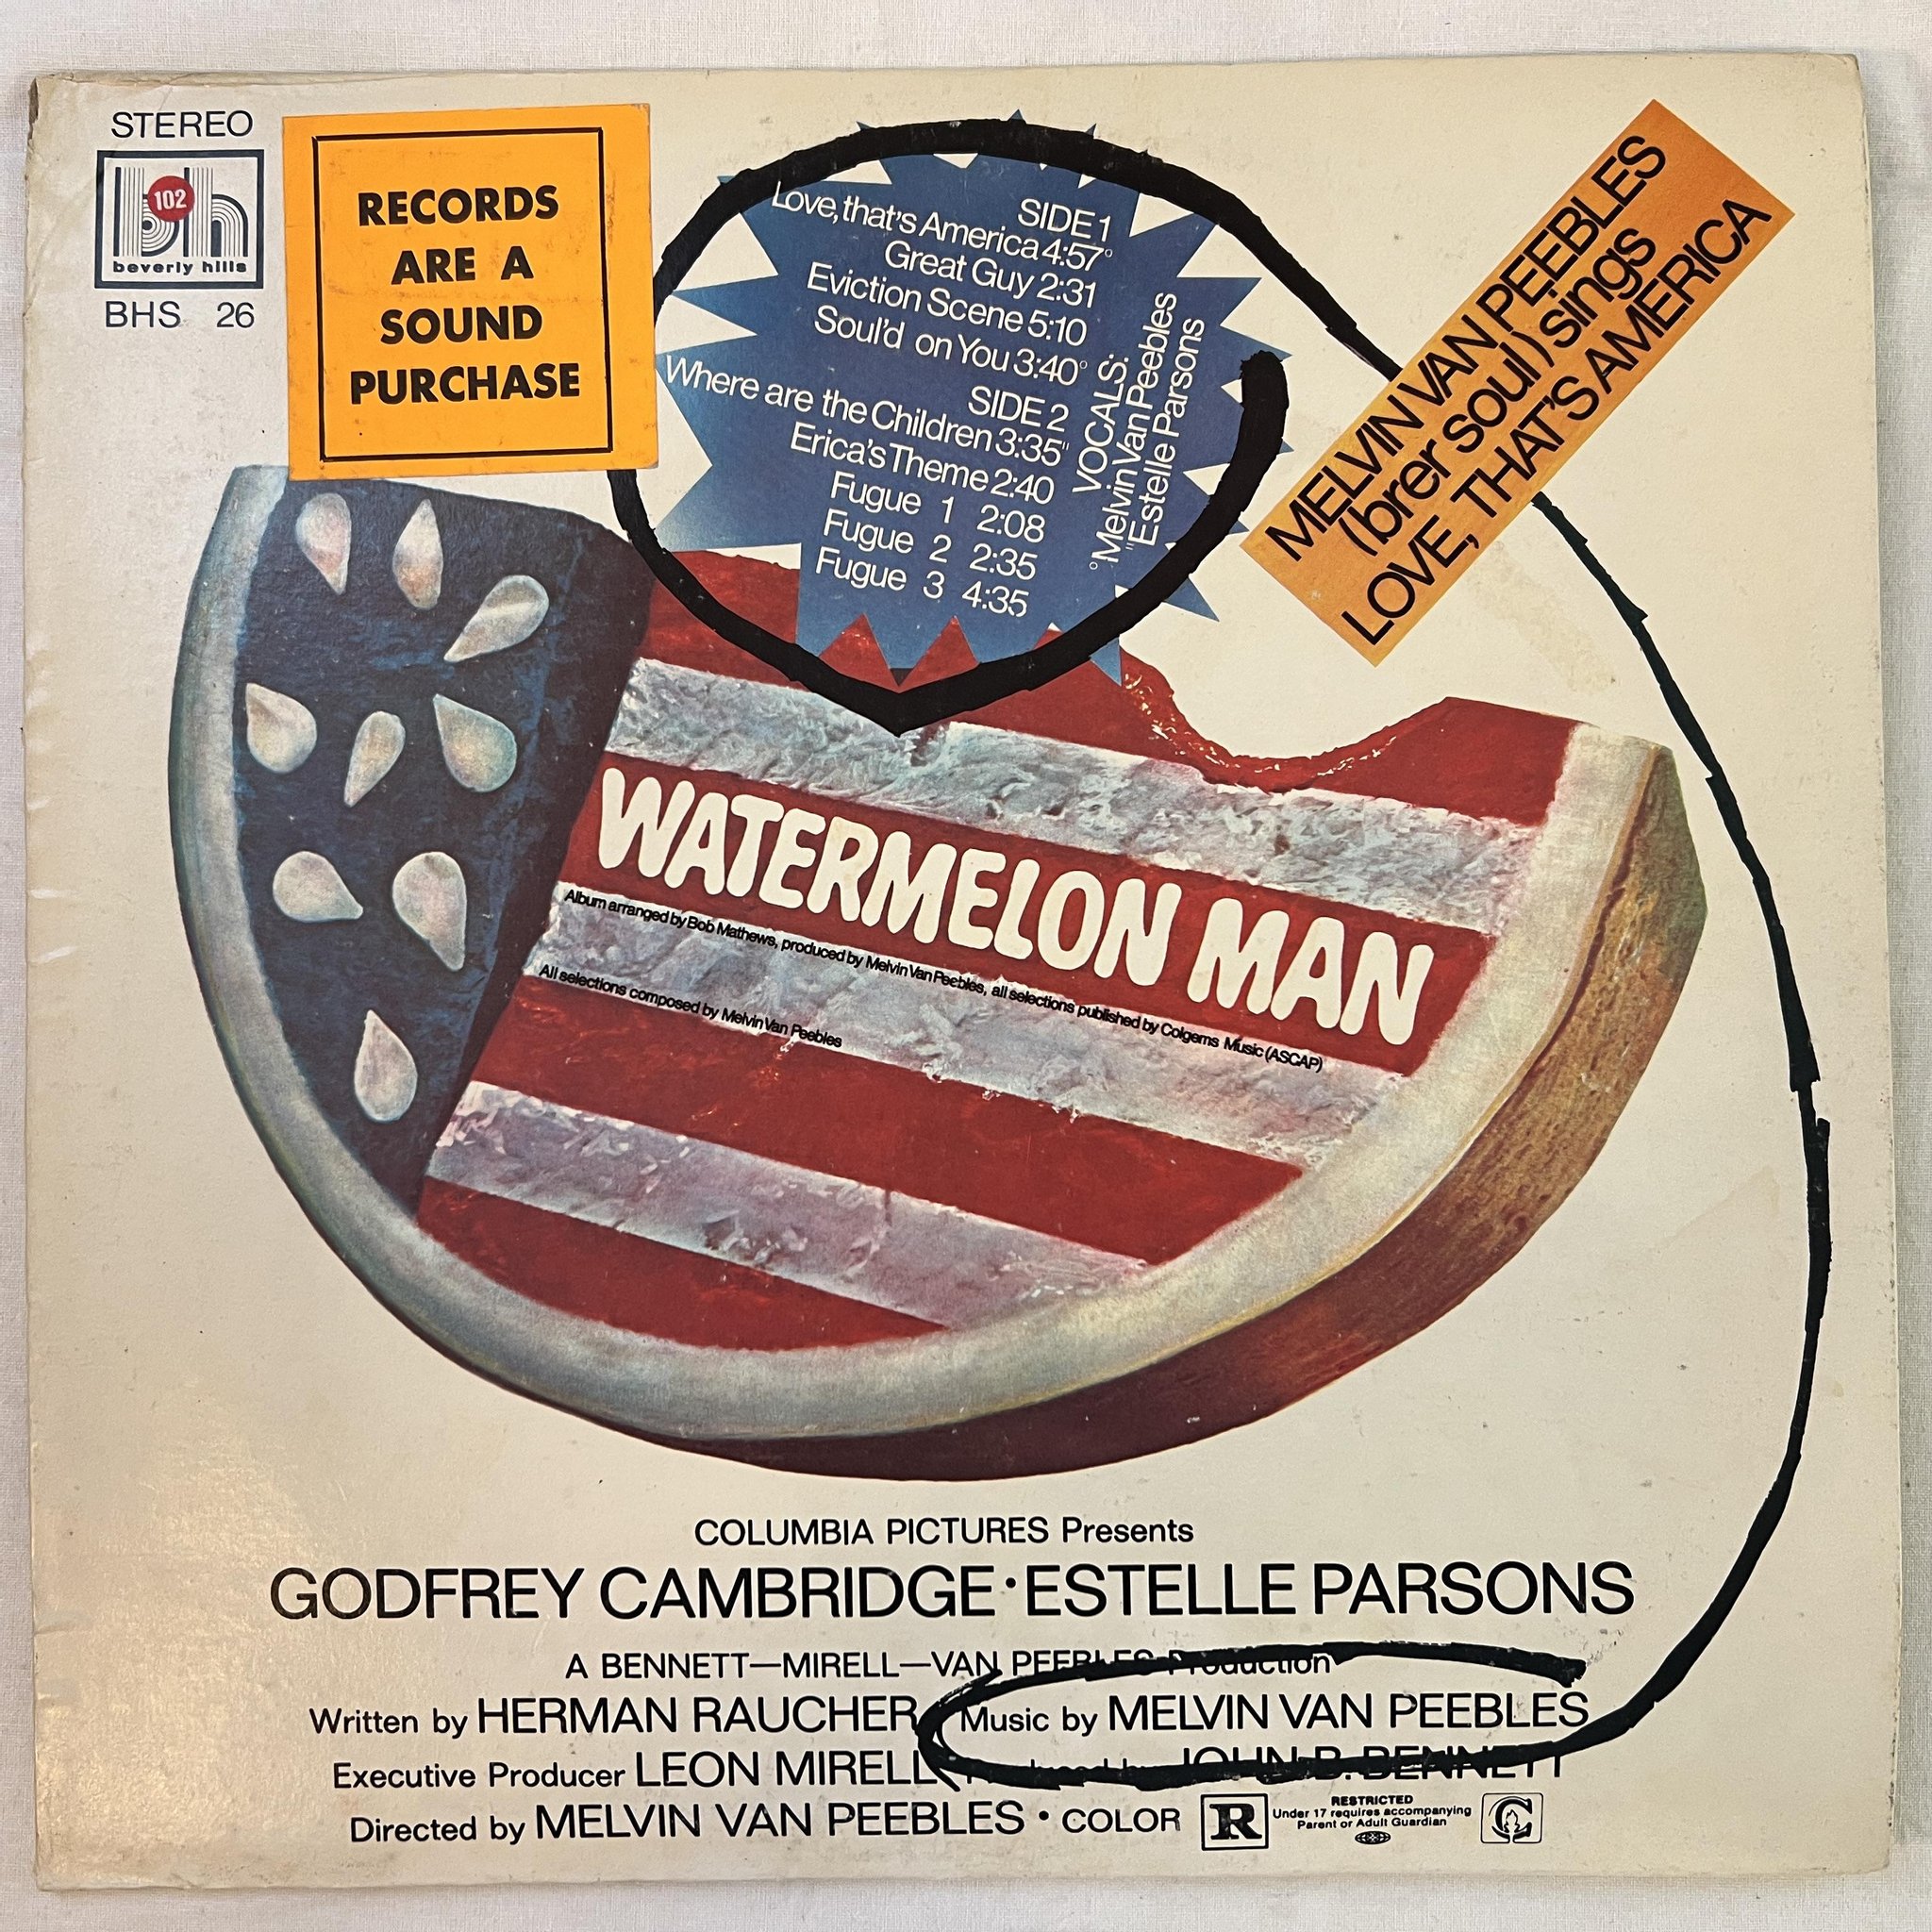 STEREO
102
bh
beverly hills
BHS 26
RECORDS
ARE A
SOUND
PURCHASE
SIDE 1
Love, that's America 4:57°
Great Guy 2:31
Eviction Scene 5:10
Soul'd on You 3:40°
SIDE 2
Where are the Children 3:35"
Erica's Theme 2:40
Fugue 1 2:08
Fugue 2 2:35
Fugue 3 4:35
VOCALS:
°Melvin Van Peebles
"Estelle Parsons
MELVIN VAN PEEBLES
(brer soul) sings
LOVE, THAT'S AMERICA
WATERMELON MAN
Album arranged by Bob Mathews, produced by Melvin Van Peebles, all selections published by Colgems Music (ASCAP)
All selections composed by Melvin Van Peebles
COLUMBIA PICTURES Presents
GODFREY CAMBRIDGE · ESTELLE PARSONS
A BENNETT—MIRELL—VAN PEEBLES Production
Written by HERMAN RAUCHER Music by MELVIN VAN PEEBLES
Executive Producer LEON MIRELL JOHN B. BENNETT
Directed by MELVIN VAN PEEBLES · COLOR R RESTRICTED
Under 17 requires accompanying
Parent or Adult Guardian